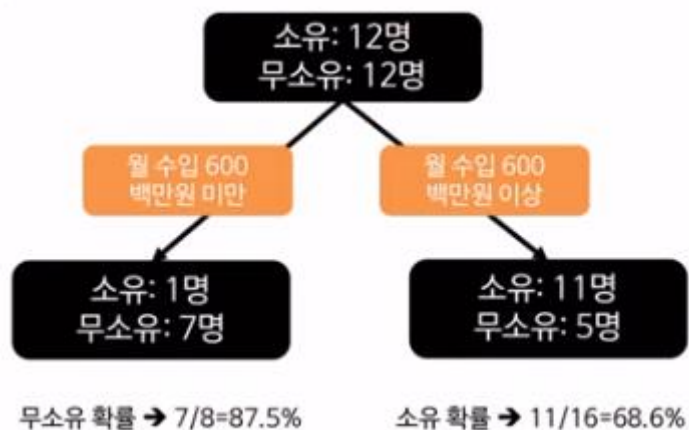 소유: 12명
무소유: 12명
월 수입 600
백만원 미만
월 수입 600
백만원 이상
소유: 1명
무소유: 7명
소유: 11명
무소유: 5명
무소유 확률 ➔ 7/8=87.5%
소유 확률 ➔ 11/16=68.6%